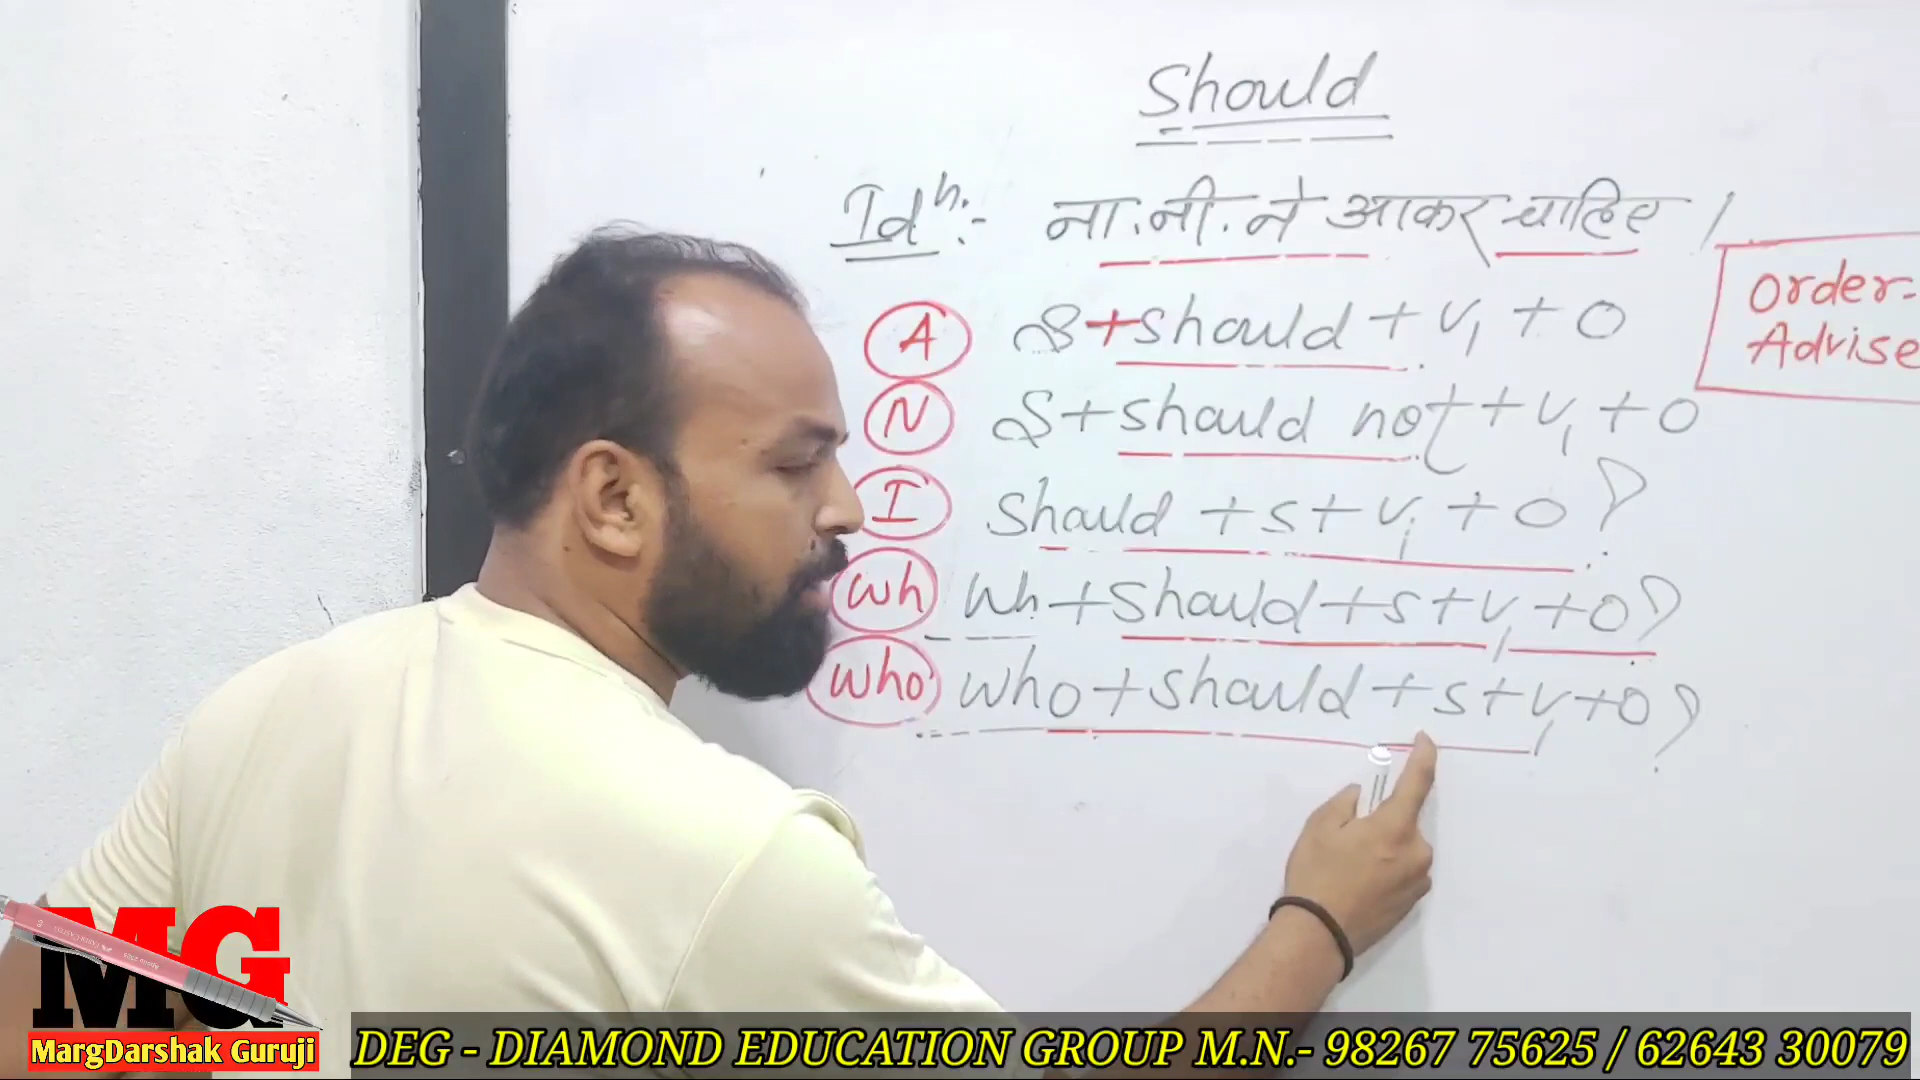 Should
Idn:- ना.नी.ने आकर चाहिए ।
Order-
Advise
A S+should+V1+O
N S+should not+V1+O
I Should+S+V1+O?
Wh Wh+should+S+V1+O?
Who Who+should+S+V1+O?
MG
MargDarshak Guruji
DEG - DIAMOND EDUCATION GROUP M.N.- 98267 75625 / 62643 30079